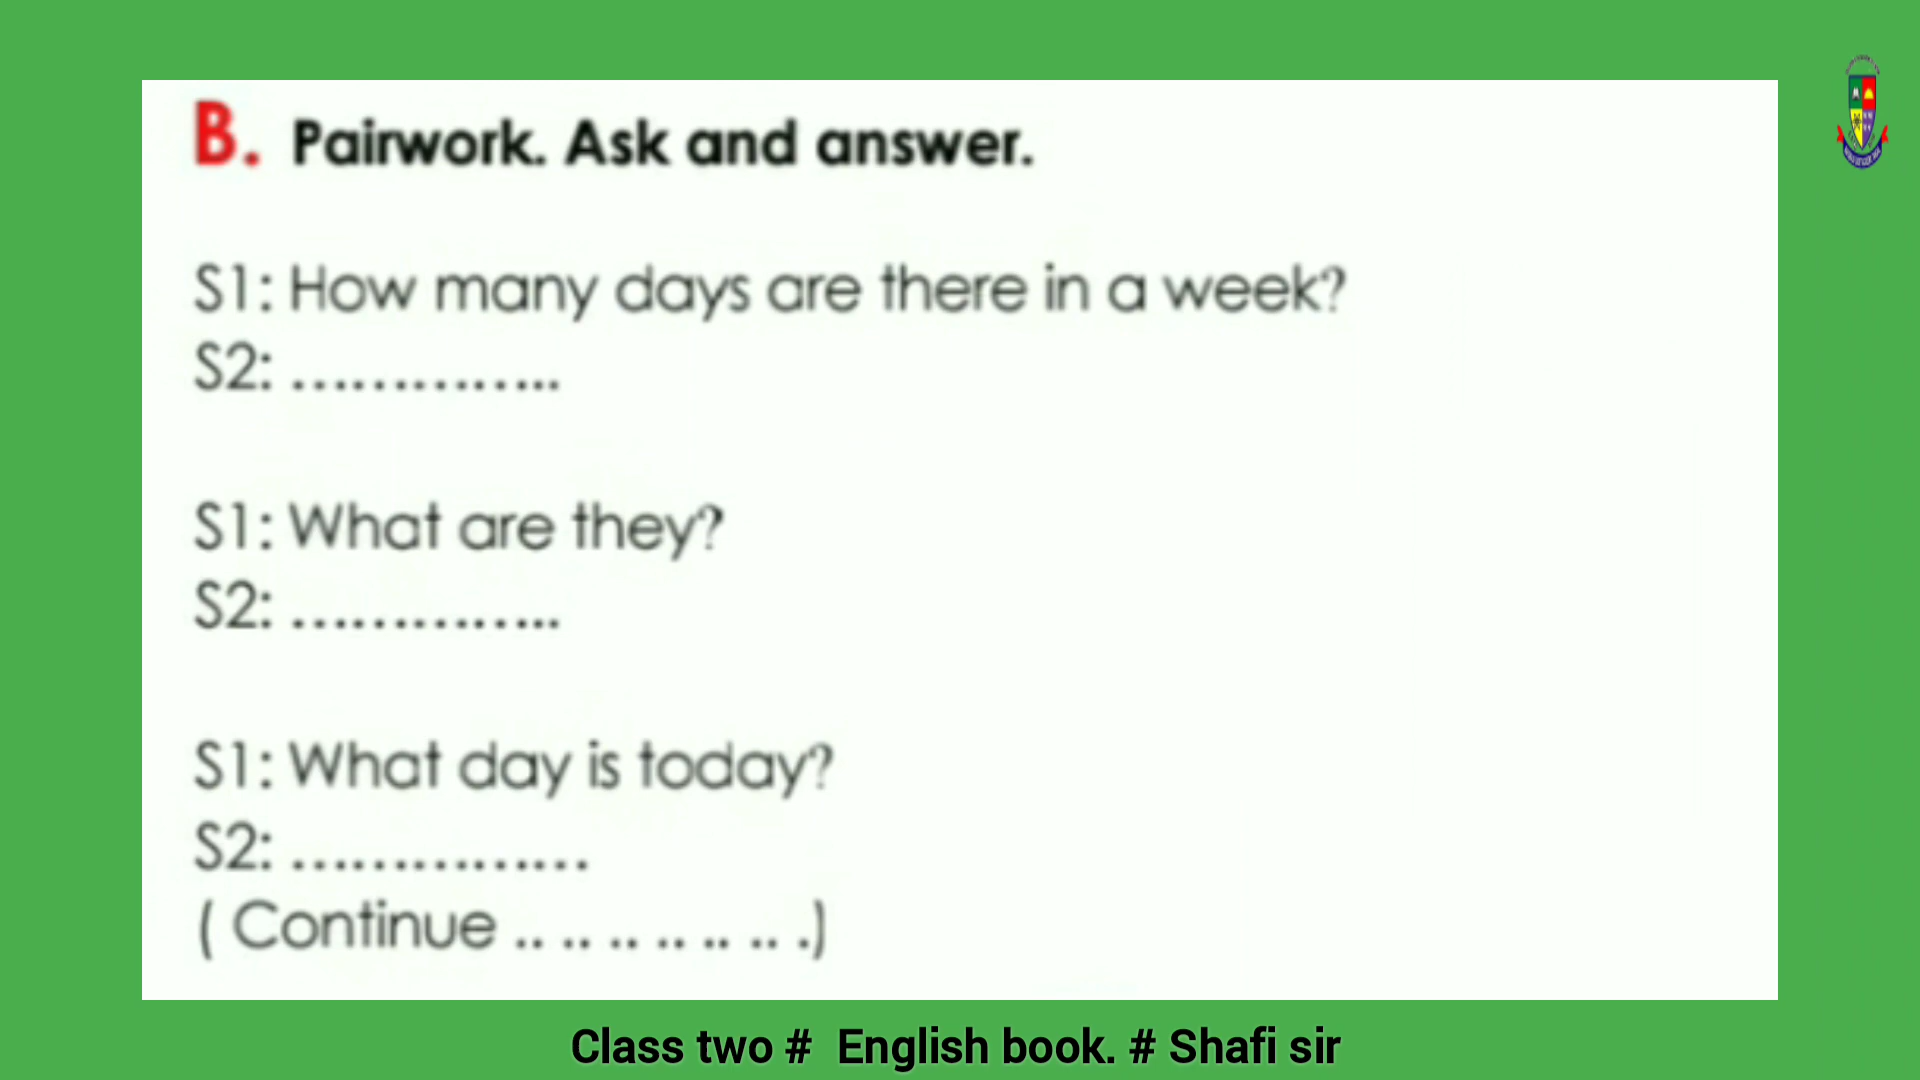 B. Pairwork. Ask and answer.
S1: How many days are there in a week?
S2: ................
S1: What are they?
S2: ................
S1: What day is today?
S2: ................
( Continue .. .. .. .. .. .. .)
Class two # English book. # Shafi sir